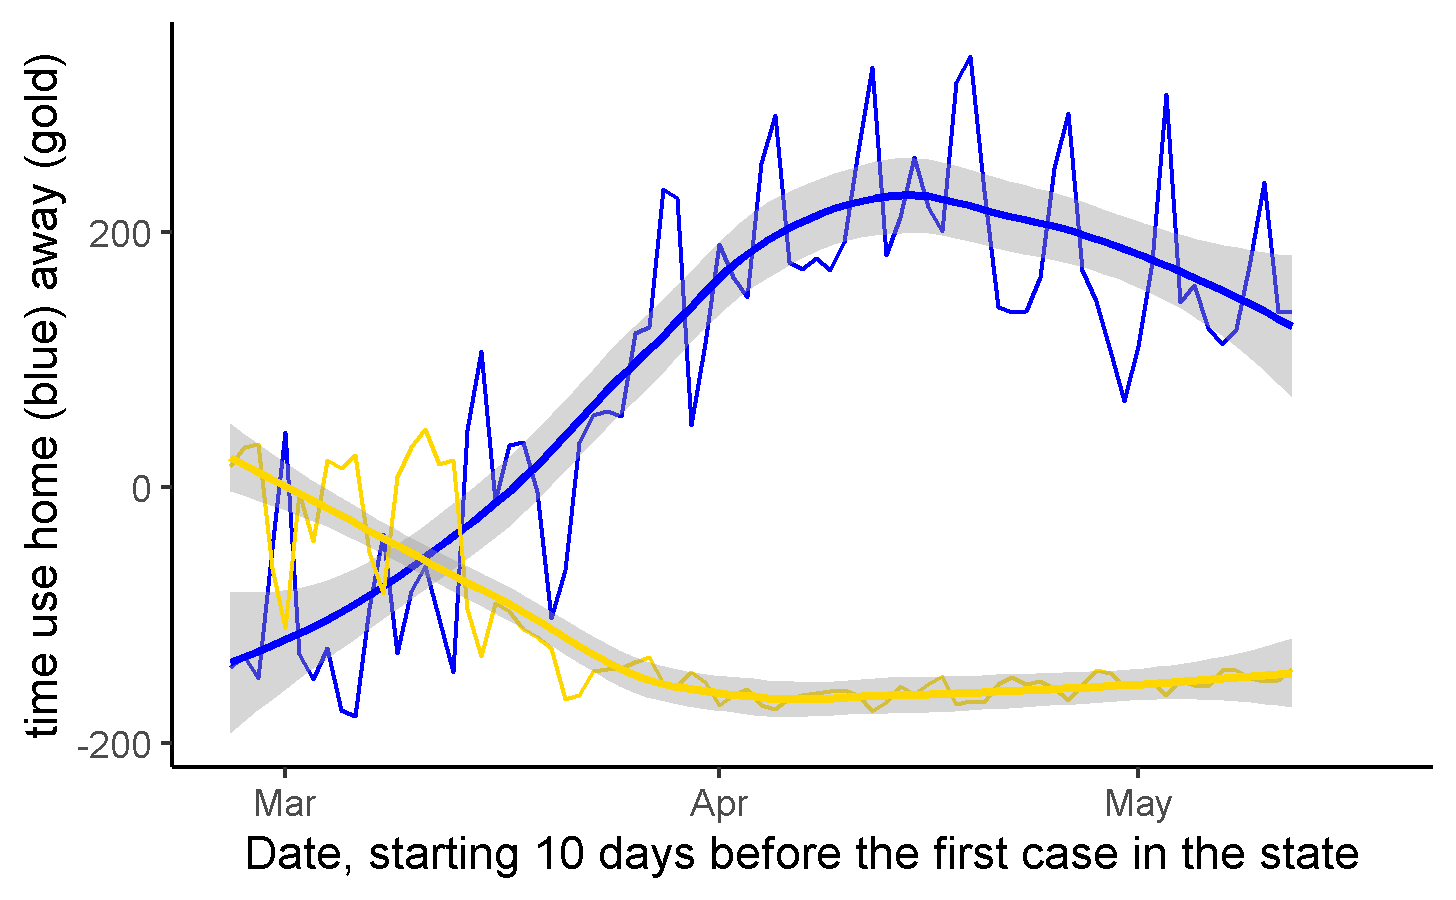 time use home (blue) away (gold)
200
0
-200
Mar
Apr
May
Date, starting 10 days before the first case in the state